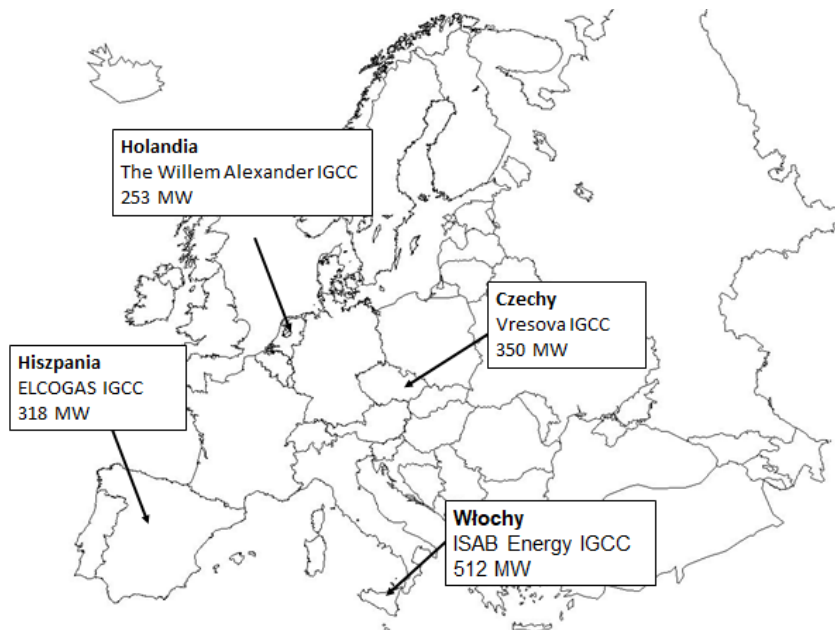 Holandia
The Willem Alexander IGCC
253 MW
Czechy
Vresova IGCC
350 MW
Hiszpania
ELCOGAS IGCC
318 MW
Włochy
ISAB Energy IGCC
512 MW